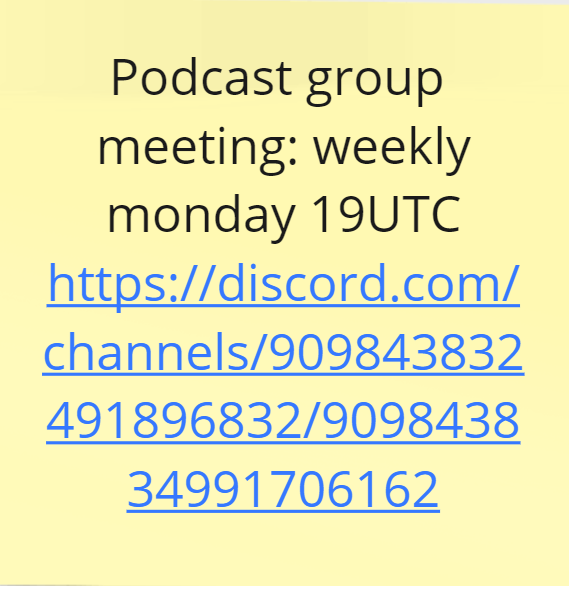 Podcast group
meeting: weekly
monday 19UTC
https://discord.com/
channels/909843832
491896832/9098438
34991706162